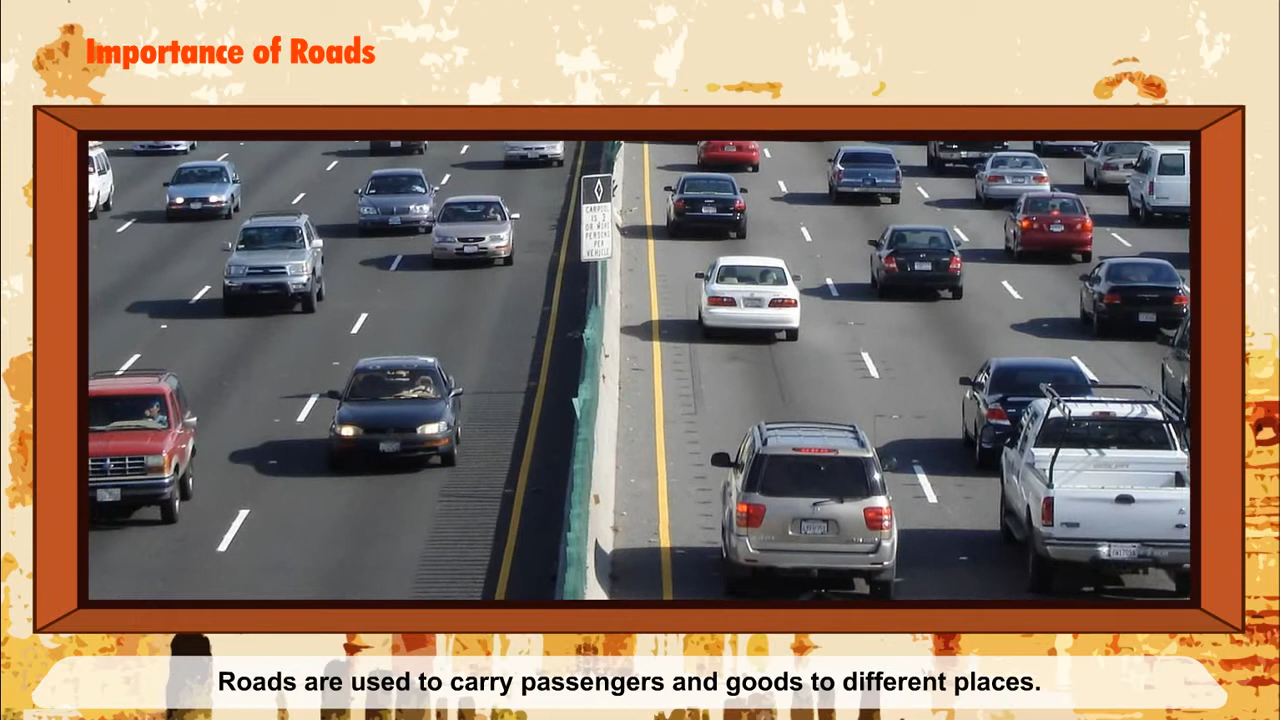 Importance of Roads
CARPOOL
IS 2
OR MORE
PERSONS
PER
VEHICLE
Roads are used to carry passengers and goods to different places.